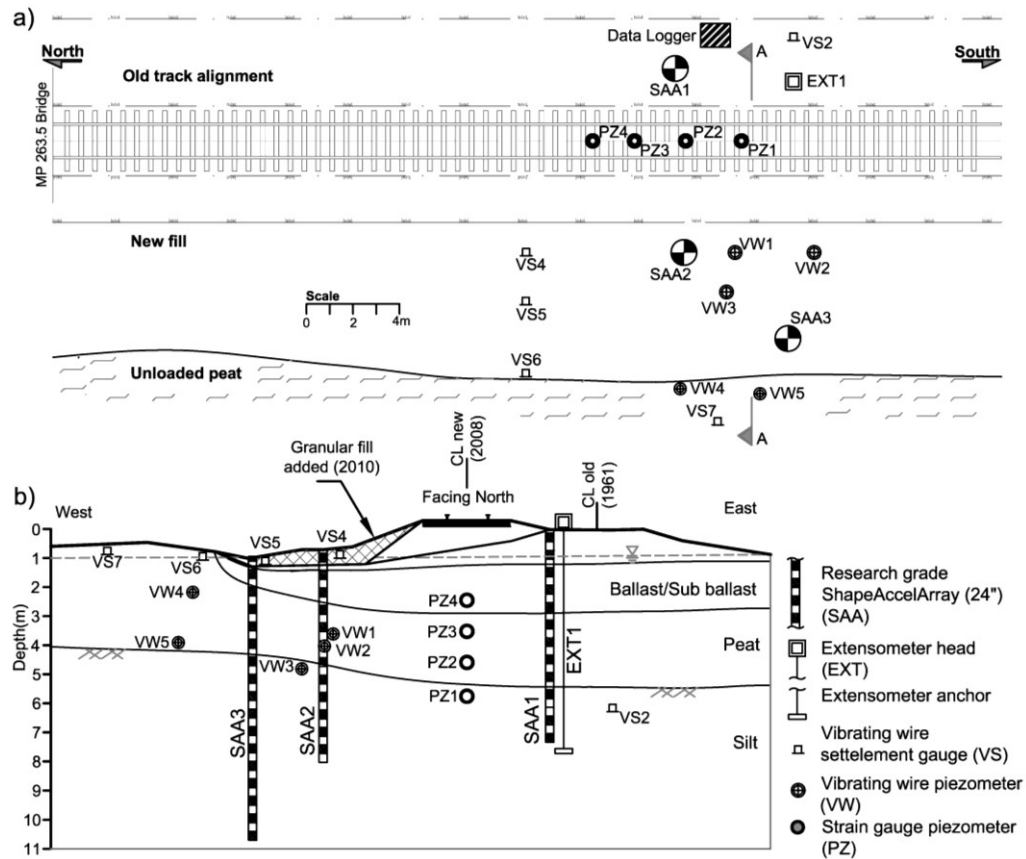 a)
North
South
Old track alignment
Data Logger
VS2
A
SAA1
EXT1
MP 263.5 Bridge
PZ4
PZ3
PZ2
PZ1
New fill
VS4
SAA2
VW1
VW2
VW3
Scale
0 2 4m
VS5
SAA3
VS6
Unloaded peat
VW4
VW5
VS7
A
Granular fill
added (2010)
CL new
(2008)
CL old
(1961)
b)
West
Facing North
East
Depth(m)
0
1
2
3
4
5
6
7
8
9
10
11
VS7
VS6
VS5
VS4
VW4
VW5
VW1
VW2
VW3
PZ4
PZ3
PZ2
PZ1
SAA3
SAA2
SAA1
EXT1
VS2
Ballast/Sub ballast
Peat
Silt
Research grade
ShapeAccelArray (24")
(SAA)
Extensometer head
(EXT)
Extensometer anchor
Vibrating wire
settelement gauge (VS)
Vibrating wire piezometer
(VW)
Strain gauge piezometer
(PZ)